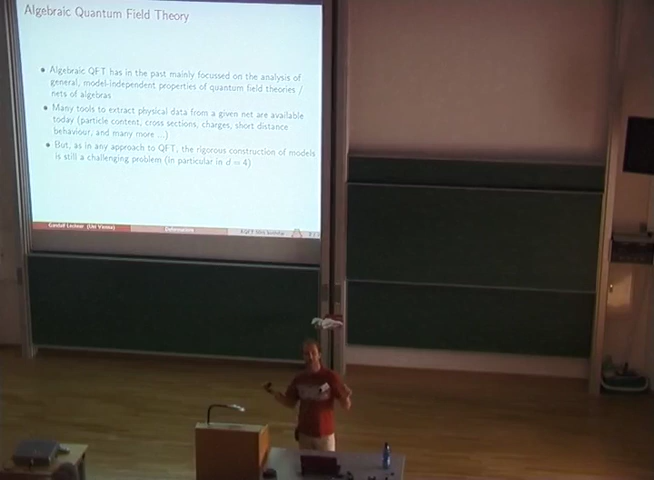 Algebraic Quantum Field Theory
• Algebraic QFT has in the past mainly focussed on the analysis of
general, model-independent properties of quantum field theories /
nets of algebras
• Many tools to extract physical data from a given net are available
today (particle content, cross sections, charges, short distance
behaviour, and many more ...)
• But, as in any approach to QFT, the rigorous construction of models
is still a challenging problem (in particular in d = 4)
Gandalf Lechner (Uni Vienna) Deformations